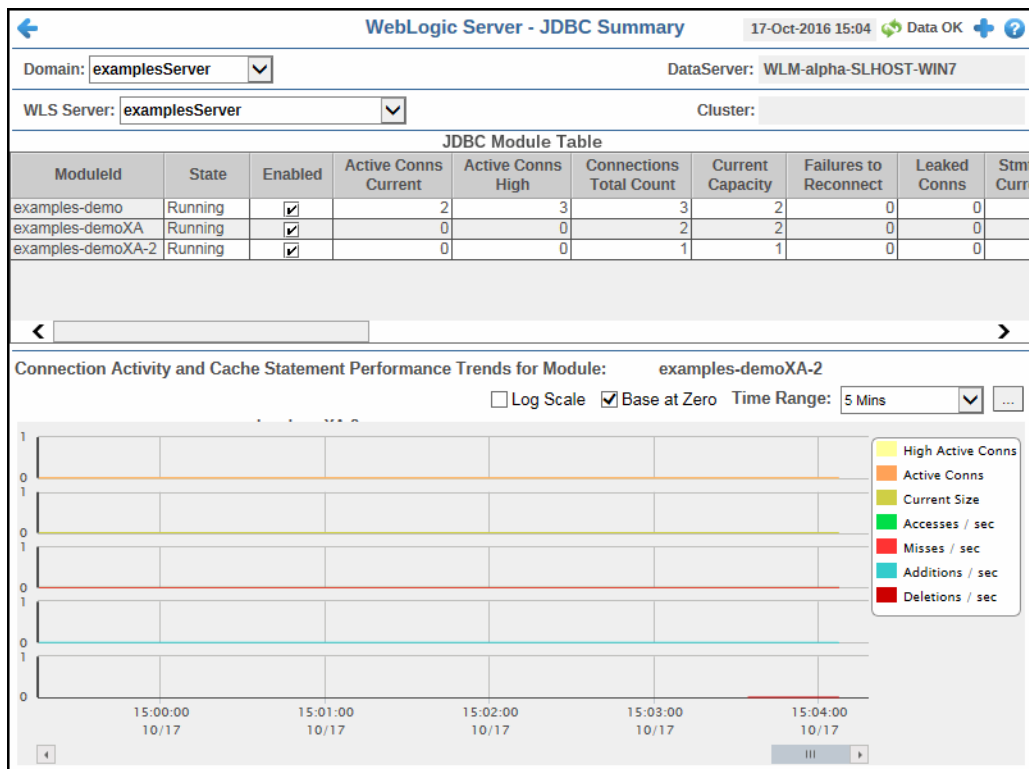 WebLogic Server - JDBC Summary 17-Oct-2016 15:04 Data OK
Domain: examplesServer DataServer: WLM-alpha-SLHOST-WIN7
WLS Server: examplesServer Cluster:
JDBC Module Table
ModuleId State Enabled Active Conns Current Active Conns High Connections Total Count Current Capacity Failures to Reconnect Leaked Conns
examples-demo Running 2 3 3 2 0 0
examples-demoXA Running 0 0 2 2 0 0
examples-demoXA-2 Running 0 0 1 1 0 0
Connection Activity and Cache Statement Performance Trends for Module: examples-demoXA-2
Log Scale Base at Zero Time Range: 5 Mins ...
1
0
1
0
1
0
1
0
1
0
High Active Conns
Active Conns
Current Size
Accesses / sec
Misses / sec
Additions / sec
Deletions / sec
15:00:00 15:01:00 15:02:00 15:03:00 15:04:00
10/17 10/17 10/17 10/17 10/17